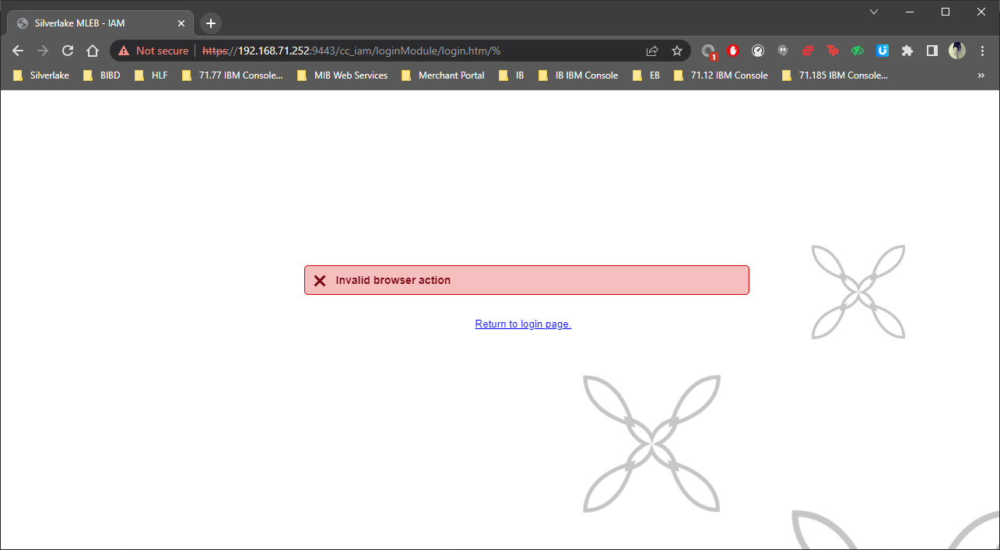 Silverlake MLEB - IAM
Not secure https://192.168.71.252:9443/cc_iam/loginModule/login.htm/% 1 Tp
Silverlake BIBD HLF 71.77 IBM Console... MIB Web Services Merchant Portal IB IB IBM Console EB 71.12 IBM Console 71.185 IBM Console... »
Invalid browser action
Return to login page.